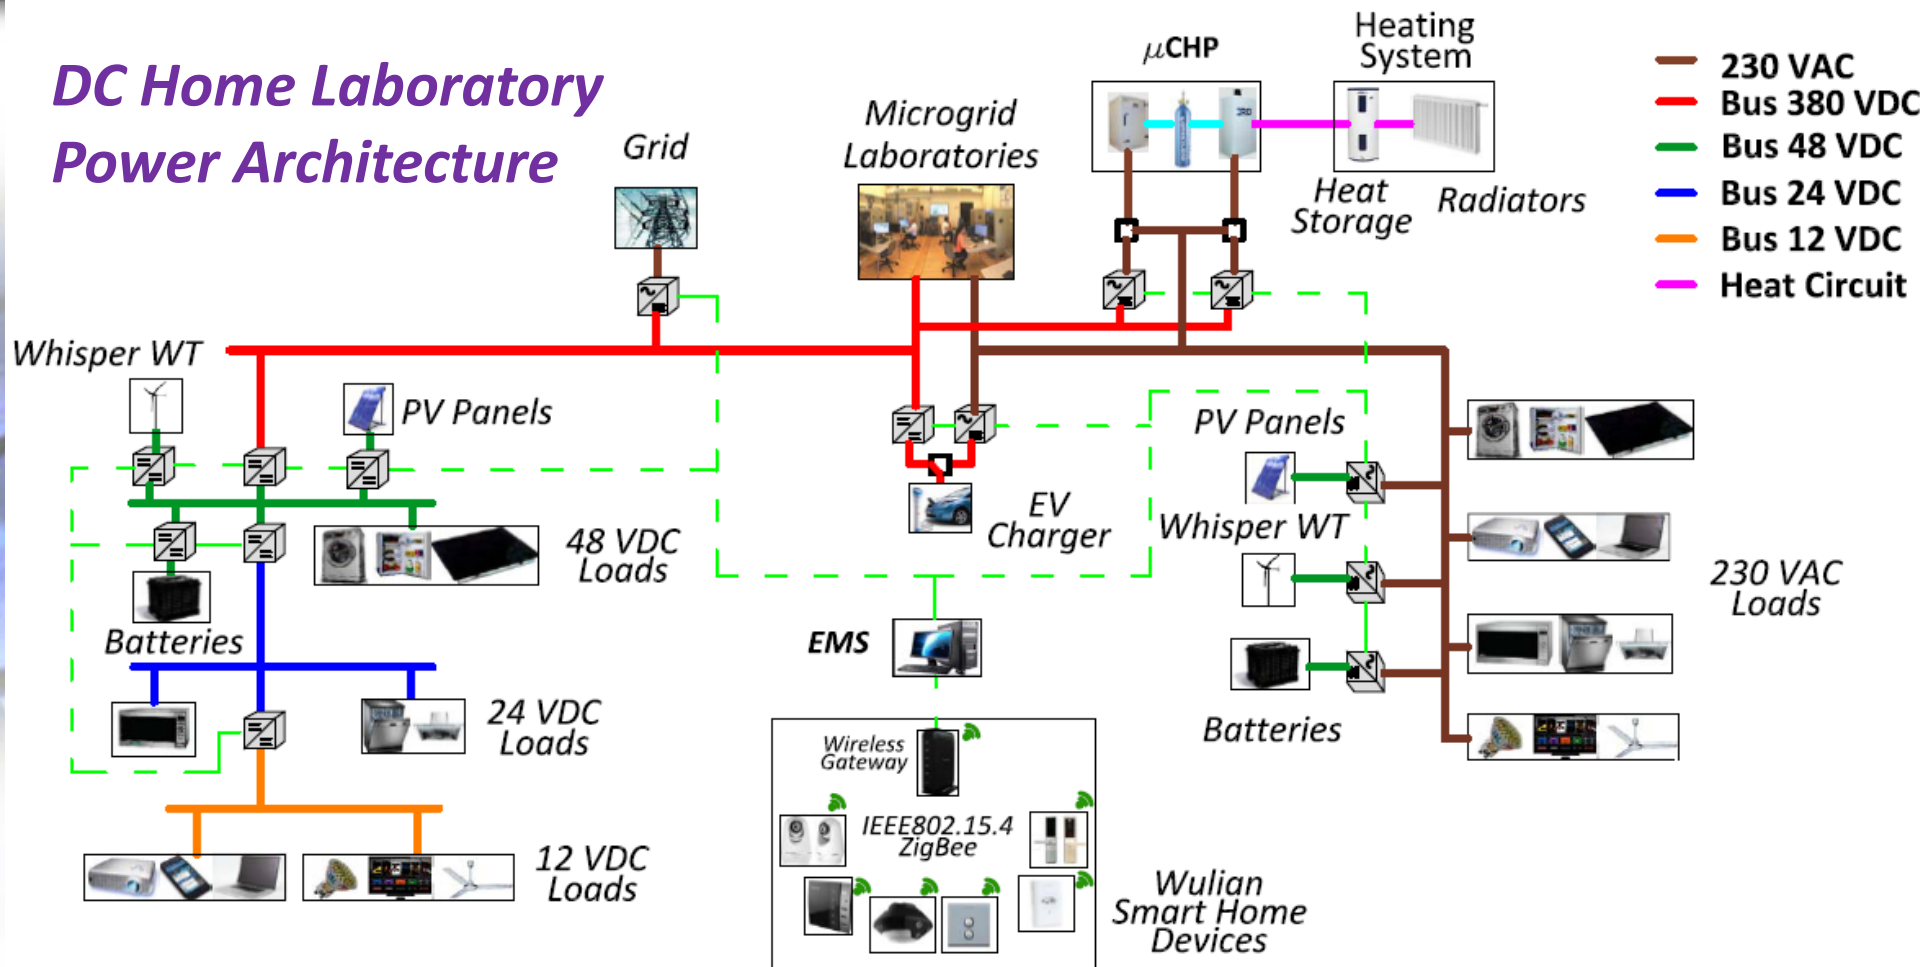 DC Home Laboratory
Power Architecture
Grid
Microgrid
Laboratories
μCHP
Heating
System
Heat
Storage
Radiators
230 VAC
Bus 380 VDC
Bus 48 VDC
Bus 24 VDC
Bus 12 VDC
Heat Circuit
Whisper WT
PV Panels
48 VDC
Loads
Batteries
24 VDC
Loads
12 VDC
Loads
EV
Charger
EMS
PV Panels
Whisper WT
Batteries
230 VAC
Loads
Wireless
Gateway
IEEE802.15.4
ZigBee
Wulian
Smart Home
Devices